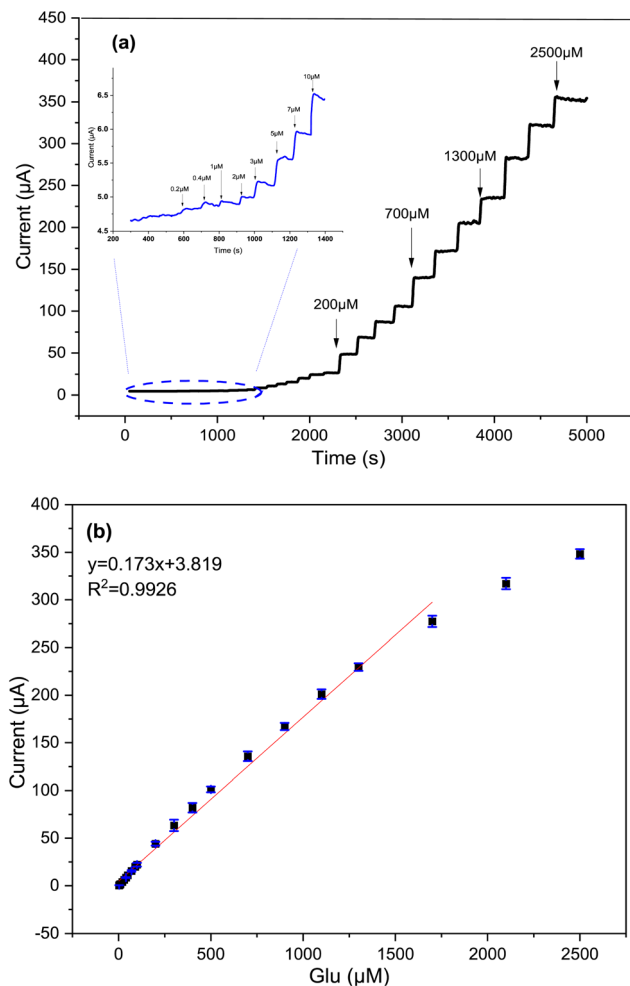 (a)
450
400
350
300
250
200
150
100
50
0
Current (µA)
0 1000 2000 3000 4000 5000
Time (s)
200µM
700µM
1300µM
2500µM
6.5
6.0
5.5
5.0
4.5
Current (µA)
200 400 600 800 1000 1200 1400
Time (s)
0.2µM
0.4µM
1µM
2µM
3µM
5µM
7µM
10µM
(b)
y=0.173x+3.819
R²=0.9926
400
350
300
250
200
150
100
50
0
-50
Current (µA)
0 500 1000 1500 2000 2500
Glu (µM)